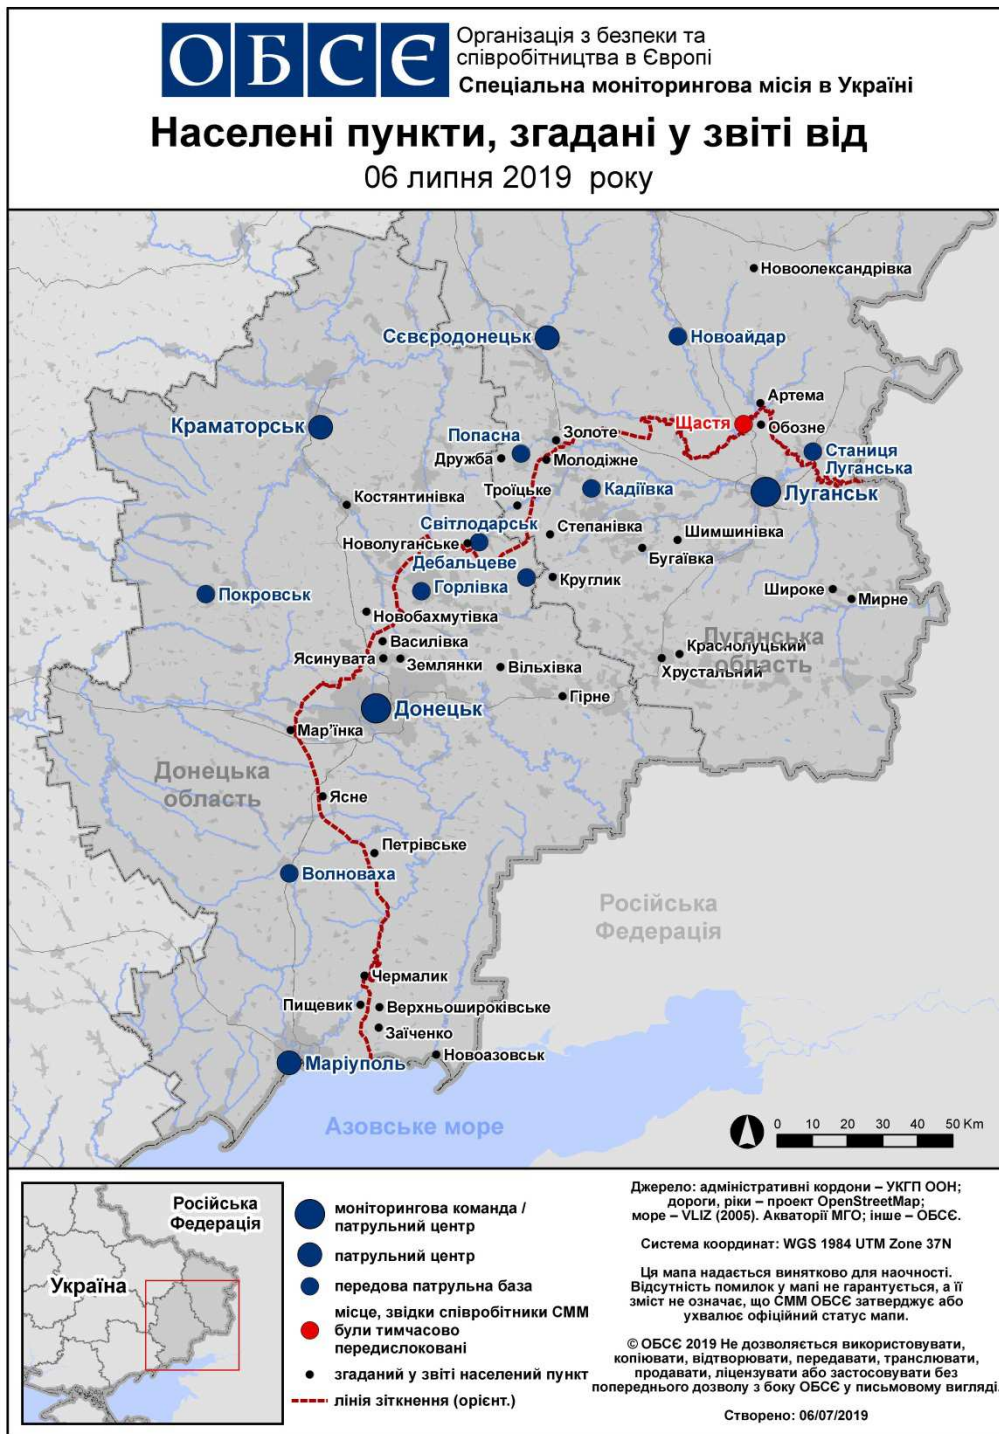 ОБСЄ
Організація з безпеки та
співробітництва в Європі
Спеціальна моніторингова місія в Україні
Населені пункти, згадані у звіті від
06 липня 2019 року
Новоолександрівка
Сєвєродонецьк
Новоайдар
Артема
Щастя
Обозне
Краматорськ
Золоте
Попасна
Станиця
Луганська
Дружба
Молодіжне
Троїцьке
Кадіївка
Луганськ
Костянтинівка
Світлодарськ
Степанівка
Шимшинівка
Новолуганське
Бугаївка
Дебальцеве
Круглик
Покровськ
Горлівка
Широке
Мирне
Новобахмутівка
Василівка
Луганська
область
Краснолуцький
Ясинувата
Землянки
Вільхівка
Хрустальний
Гірне
Донецьк
Мар'їнка
Донецька
область
Ясне
Петрівське
Волноваха
Російська
Федерація
Чермалик
Пищевик
Верхньошироківське
Заїченко
Новоазовськ
Маріуполь
Азовське море
0 10 20 30 40 50 Km
Російська
Федерація
Україна
моніторингова команда /
патрульний центр
патрульний центр
передова патрульна база
місце, звідки співробітники СММ
були тимчасово
передислоковані
згаданий у звіті населений пункт
лінія зіткнення (орієнт.)
Джерело: адміністративні кордони – УКГП ООН;
дороги, ріки – проект OpenStreetMap;
море – VLIZ (2005). Акваторії МГО; інше – ОБСЄ.
Система координат: WGS 1984 UTM Zone 37N
Ця мапа надається винятково для наочності.
Відсутність помилок у мапі не гарантується, а її
зміст не означає, що СММ ОБСЄ затверджує або
ухвалює офіційний статус мапи.
© ОБСЄ 2019 Не дозволяється використовувати,
копіювати, відтворювати, передавати, транслювати,
продавати, ліцензувати або застосовувати без
попереднього дозволу з боку ОБСЄ у письмовому вигляді.
Створено: 06/07/2019